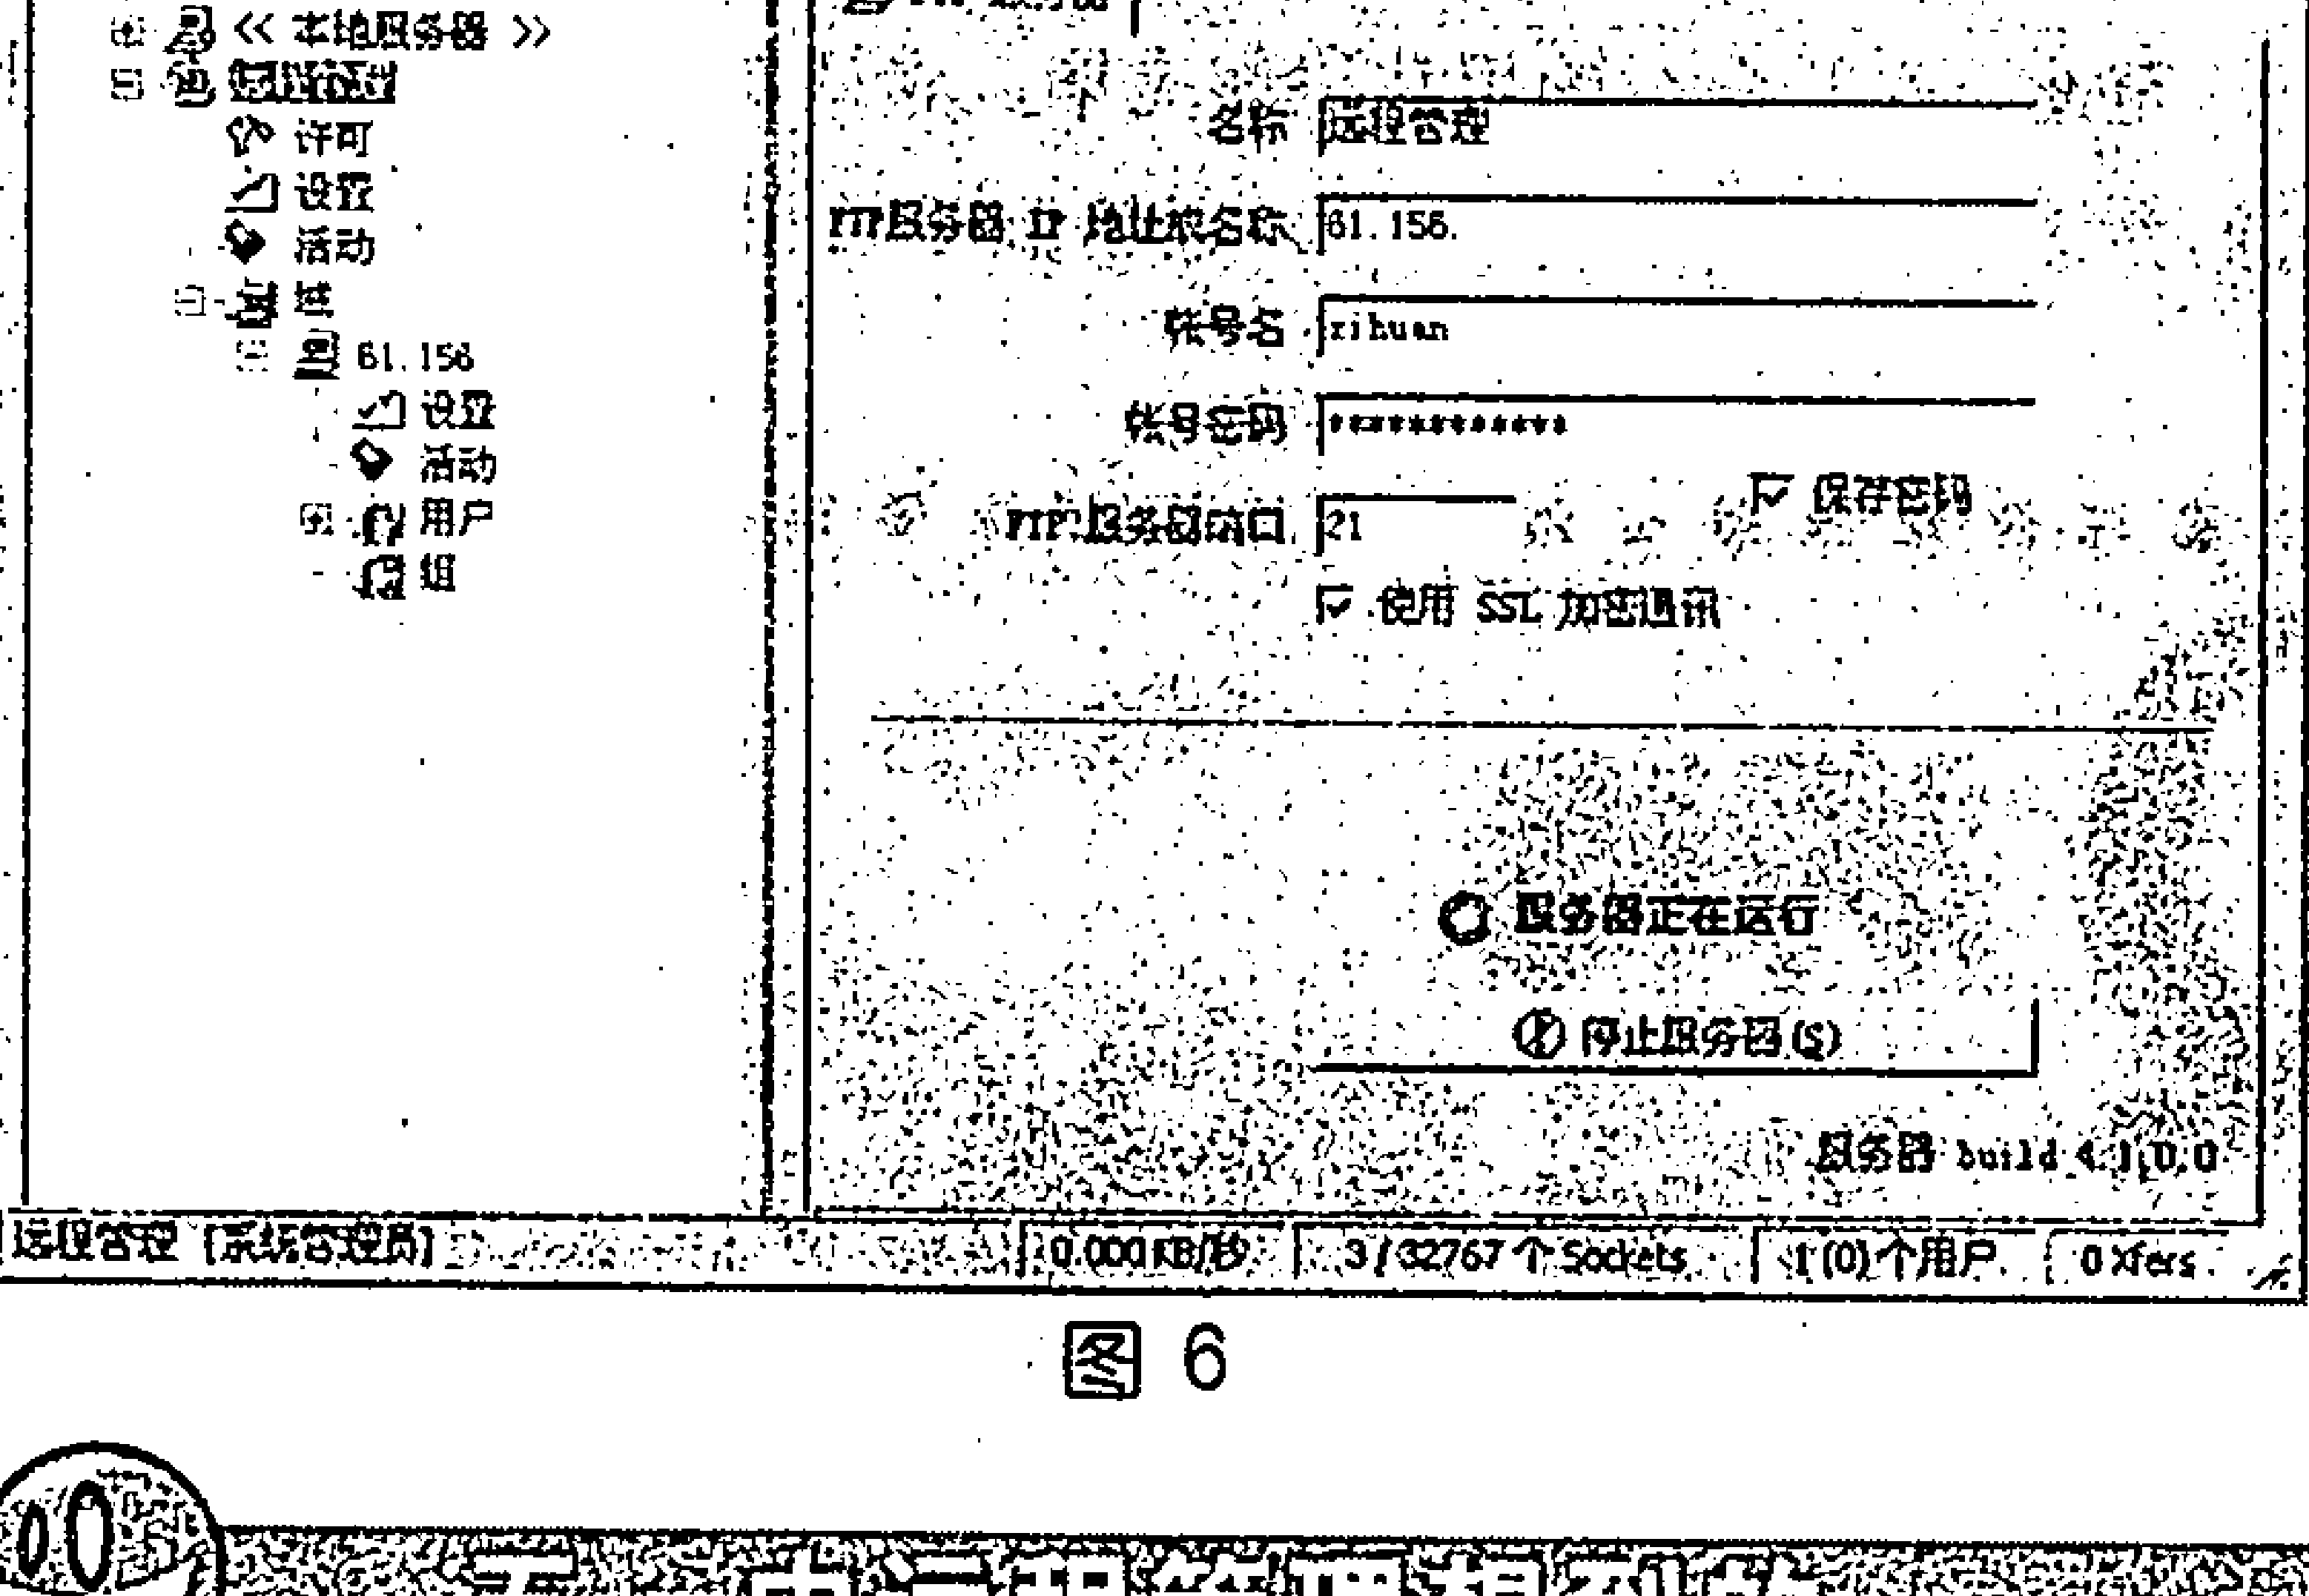 << 本地服务器 >>
远程管理
许可
设置
活动
域
61.156
设置
活动
用户
组
名称 远程管理
FTP服务器 IP 地址或名称 61.156.
帐号名 rihuan
帐号密码 ************
FTP 服务器端口 21
保存密码
使用 SSL 加密通讯
服务器正在运行
停止服务器(S)
服务器 build 4.1.0.0
远程管理 [系统管理员] 0.000 KB/秒 3 / 32767 个 Sockets 1 (0) 个用户 0 Xfers
图 6